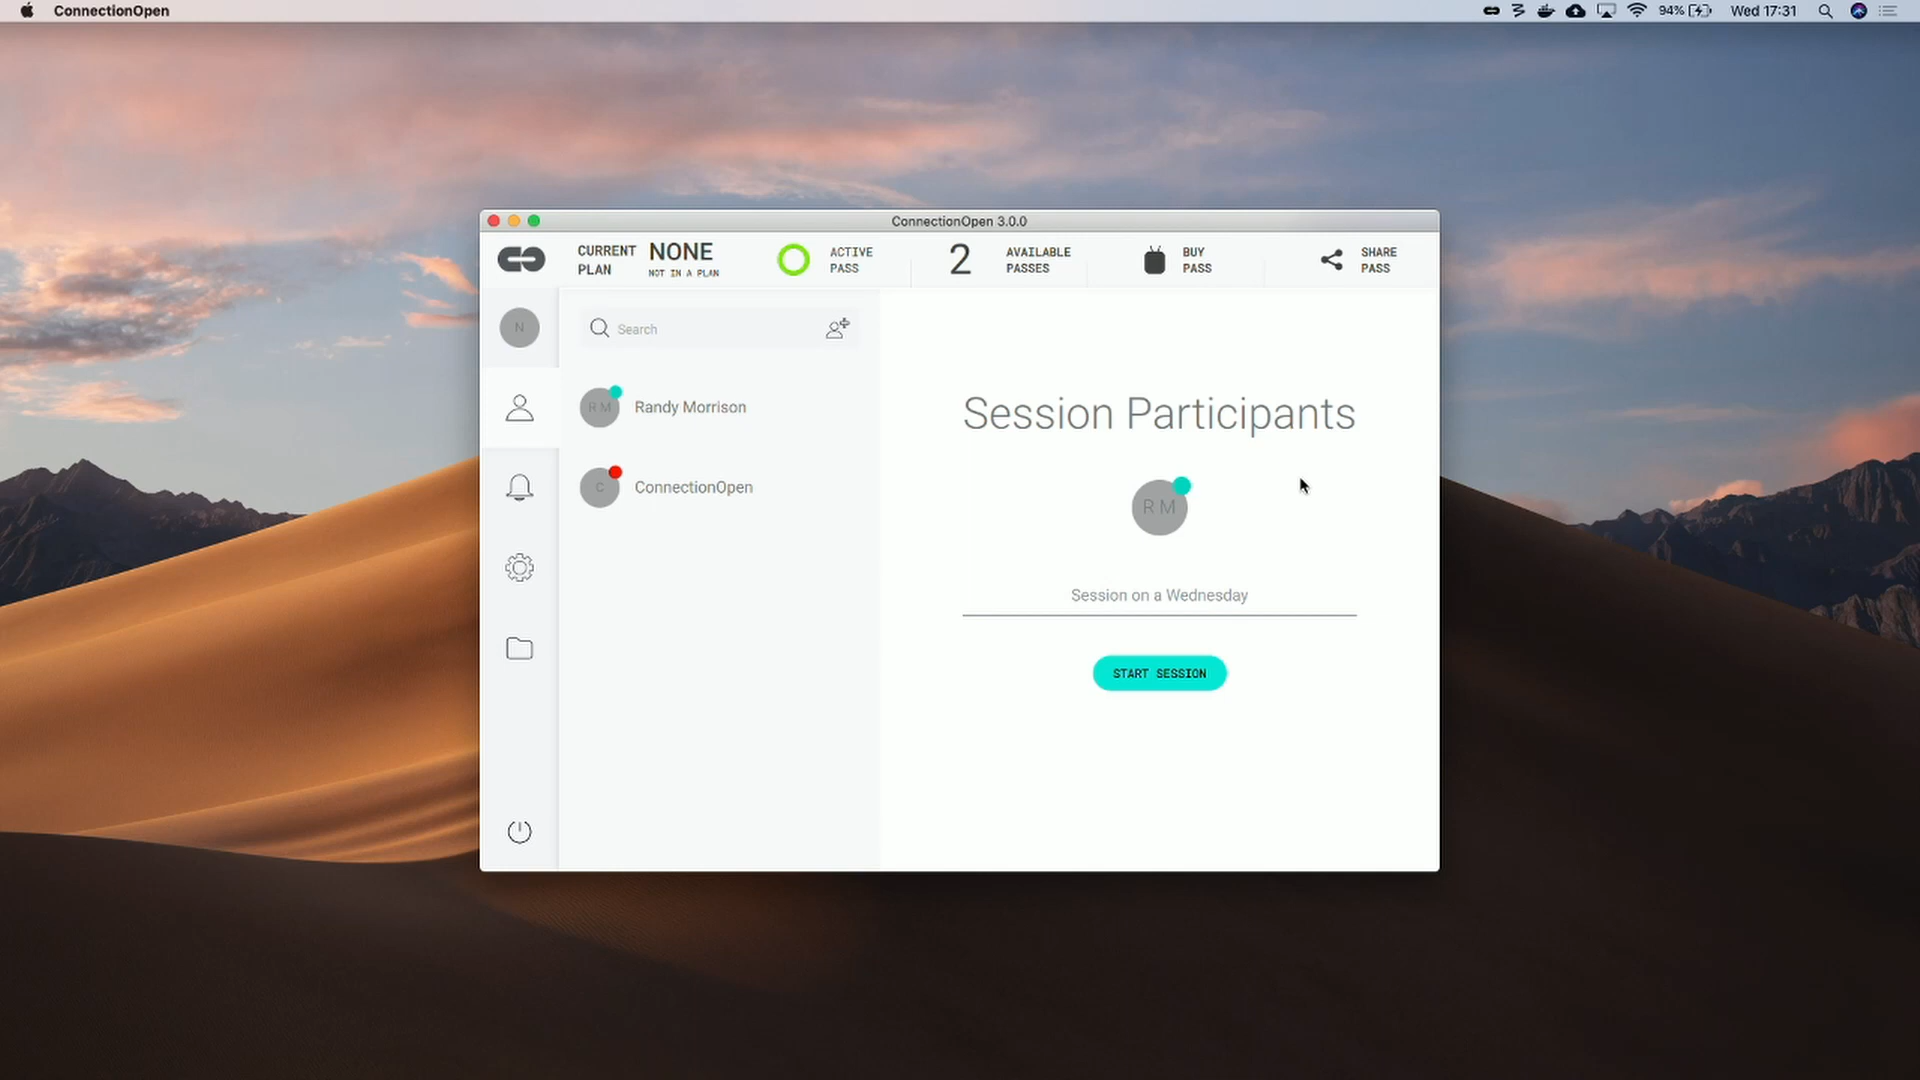 ConnectionOpen
94%
Wed 17:31
ConnectionOpen 3.0.0
CURRENT PLAN
NONE
NOT IN A PLAN
ACTIVE PASS
2
AVAILABLE PASSES
BUY PASS
SHARE PASS
N
Search
R M
Randy Morrison
C
ConnectionOpen
Session Participants
R M
Session on a Wednesday
START SESSION